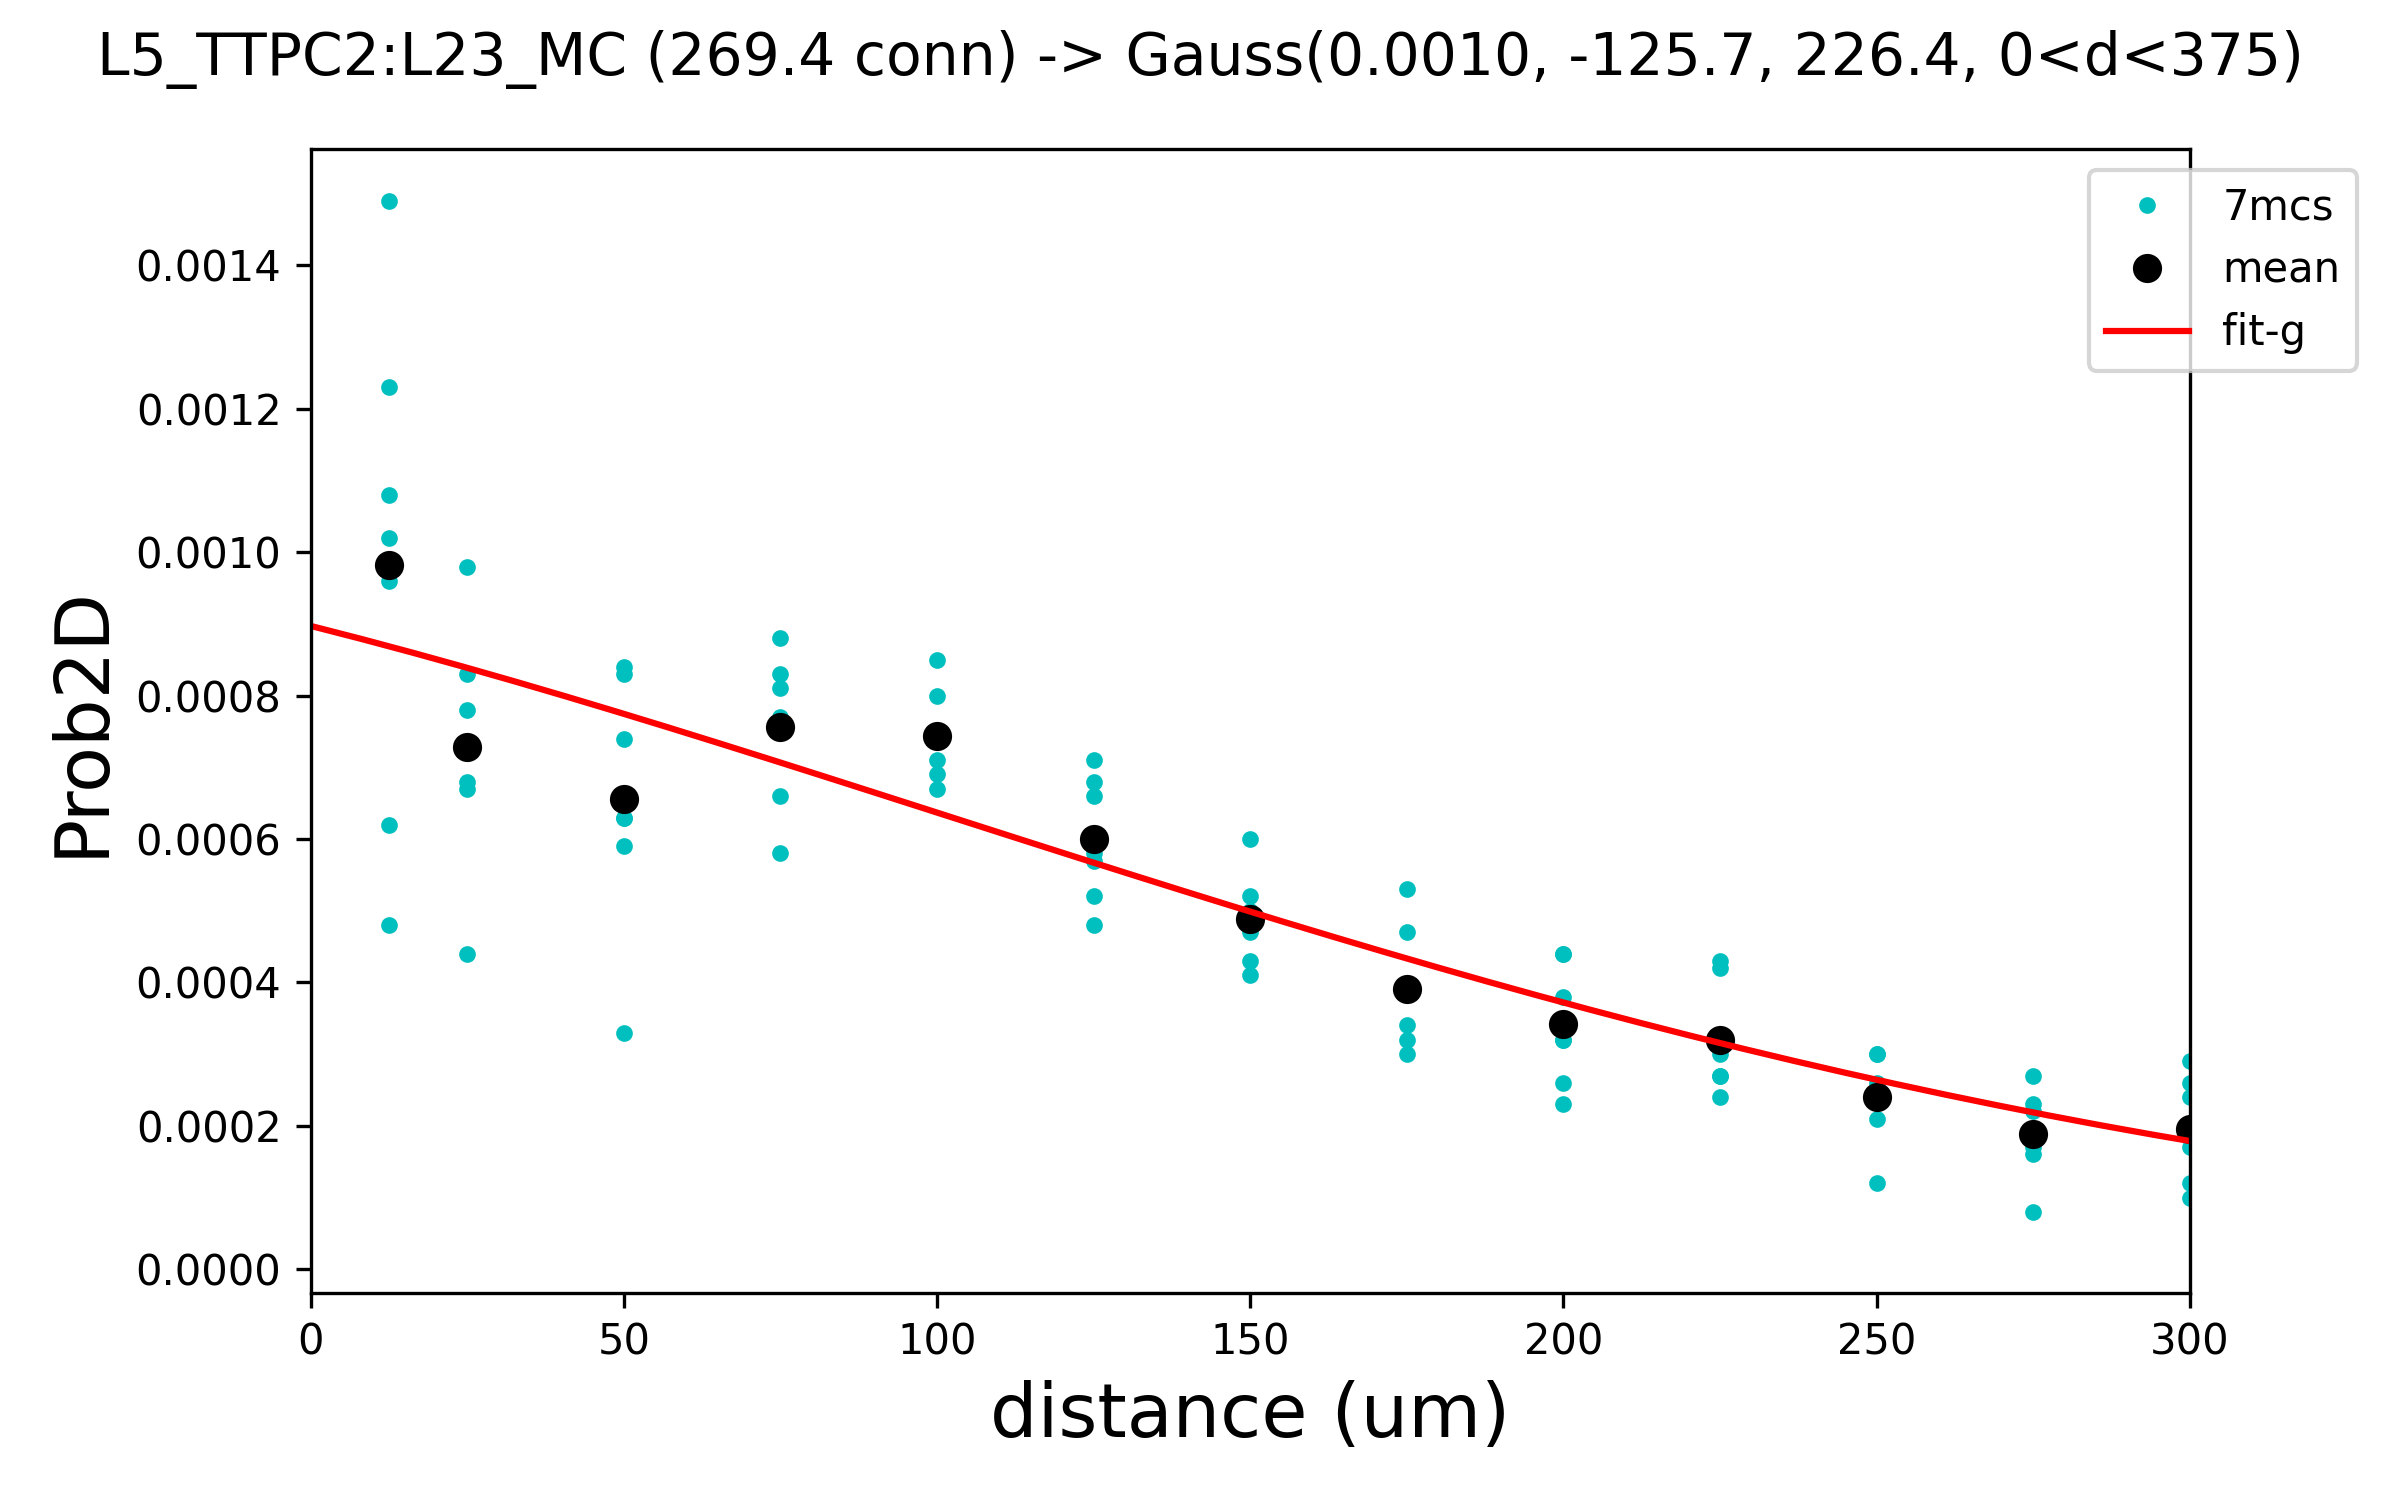 L5_TTPC2:L23_MC (269.4 conn) -> Gauss(0.0010, -125.7, 226.4, 0<d<375)
7mcs
mean
fit-g
Prob2D
0.0014
0.0012
0.0010
0.0008
0.0006
0.0004
0.0002
0.0000
0 50 100 150 200 250 300
distance (um)